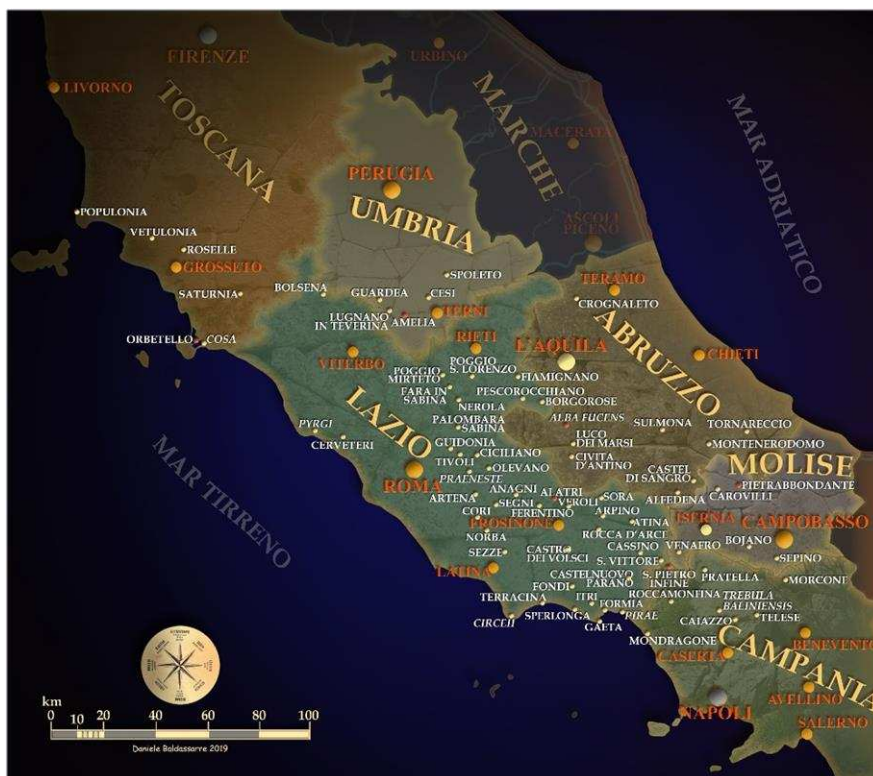 FIRENZE
URBINO
LIVORNO
TOSCANA
MARCHE
MACERATA
MAR ADRIATICO
PERUGIA
POPULONIA
UMBRIA
ASCOLI
PICENO
VETULONIA
ROSELLE
GROSSETO
SPOLETO
TERAMO
SATURNIA
BOLSENA
GUARDEA
CESI
CROGNALETO
LUGNANO
IN TEVERINA
AMELIA
TERNI
ABRUZZO
ORBETELLO
COSA
RIETI
L'AQUILA
VITERBO
CHIETI
POGGIO
MIRTETO
POGGIO
S. LORENZO
FIAMIGNANO
FARA IN
SABINA
PESCOROCCHIANO
BORGOROSE
NEROLA
LAZIO
PALOMBARA
SABINA
ALBA FUCENS
SULMONA
TORNARECCIO
PYRGI
CERVETERI
GUIDONIA
LUCO
DEI MARSI
MONTENERODOMO
TIVOLI
CICILIANO
CIVITA
D'ANTINO
MOLISE
ROMA
OLEVANO
PRAENESTE
CASTEL
DI SANGRO
PIETRABBONDANTE
ANAGNI
ALATRI
ARTENA
SEGNI
VEROLI
SORA
ALFEDENA
CAROVILLI
CORI
FERENTINO
ARPINO
MAR TIRRENO
FROSINONE
ATINA
ISERNIA
CAMPOBASSO
NORBA
ROCCA D'ARCE
SEZZE
CASTRO
DEI VOLSCI
CASSINO
VENAFRO
BOJANO
SEPINO
LATINA
S. VITTORE
CASTELNUOVO
PARANO
S. PIETRO
INFINE
PRATELLA
MORCONE
FONDI
TERRACINA
ITRI
ROCCAMONFINA
TREBULA
BALINIENSIS
CIRCEII
SPERLONGA
FORMIA
PIRAE
GAETA
CAIAZZO
TELESE
MONDRAGONE
BENEVENTO
CASERTA
CAMPANIA
NAPOLI
AVELLINO
SALERNO
km
0 10 20 40 60 80 100
Daniele Baldassarre 2019